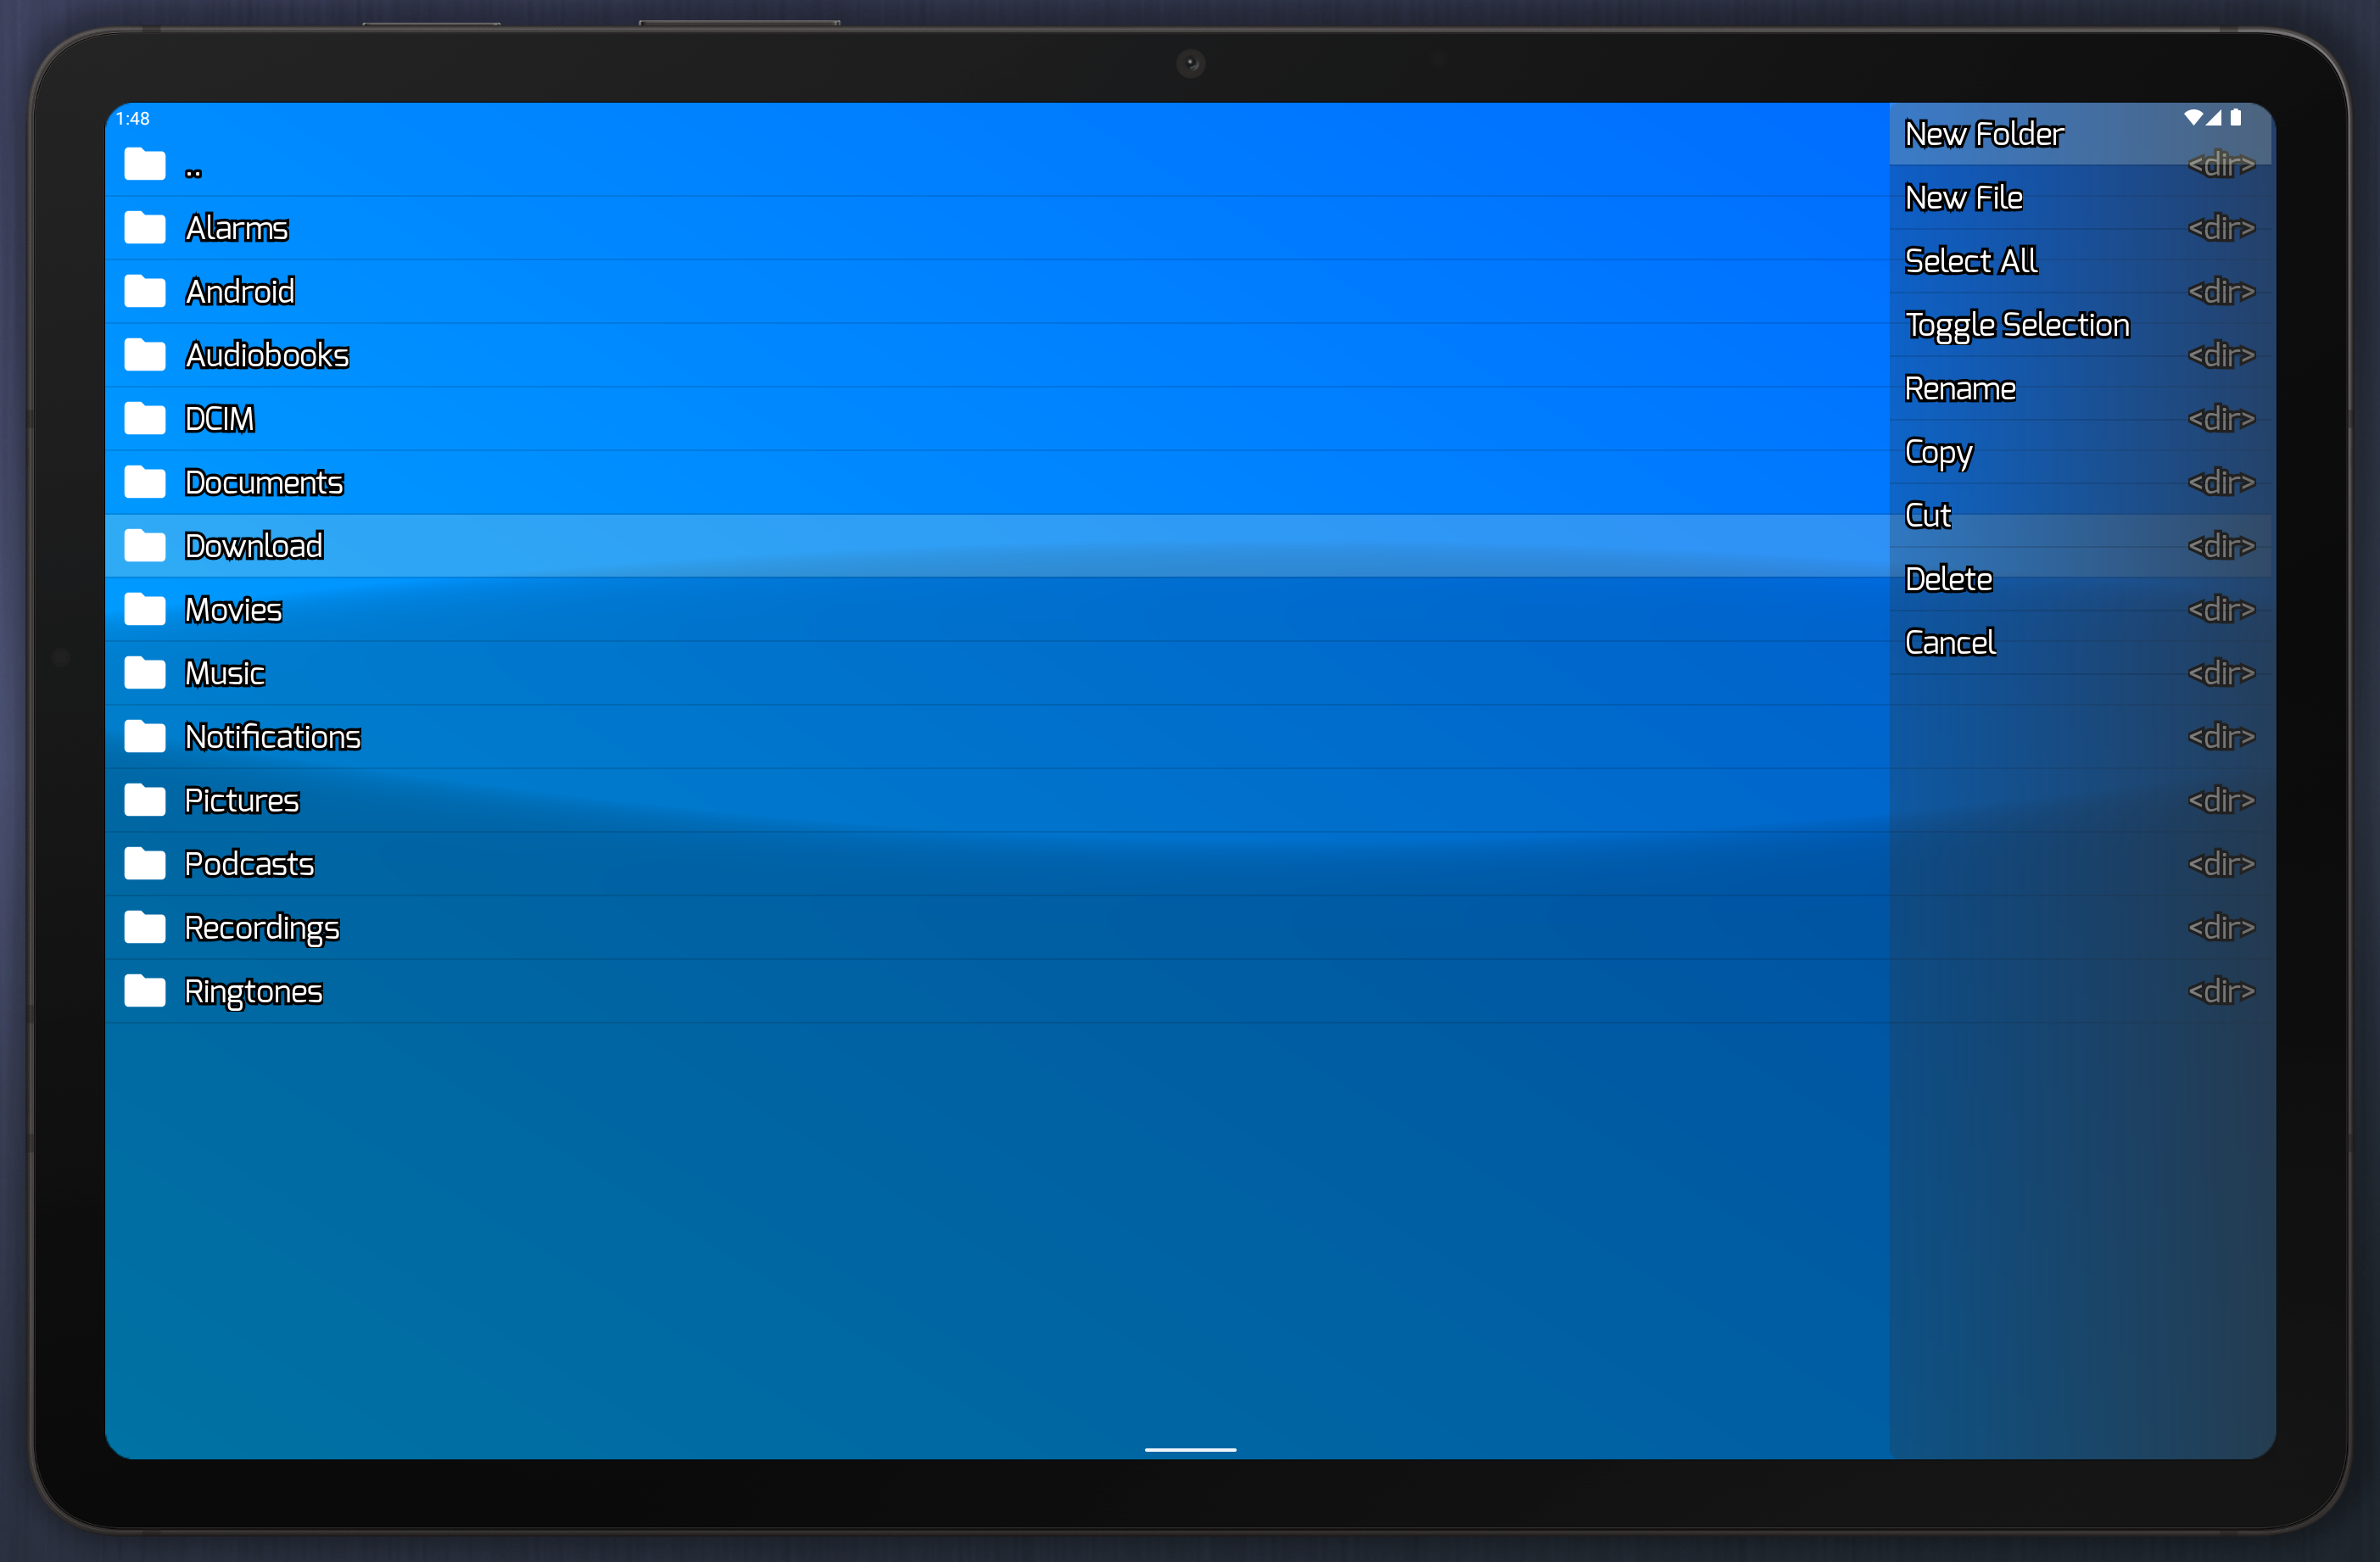 1:48
..
<dir>
Alarms
<dir>
Android
<dir>
Audiobooks
<dir>
DCIM
<dir>
Documents
<dir>
Download
<dir>
Movies
<dir>
Music
<dir>
Notifications
<dir>
Pictures
<dir>
Podcasts
<dir>
Recordings
<dir>
Ringtones
<dir>
New Folder
New File
Select All
Toggle Selection
Rename
Copy
Cut
Delete
Cancel